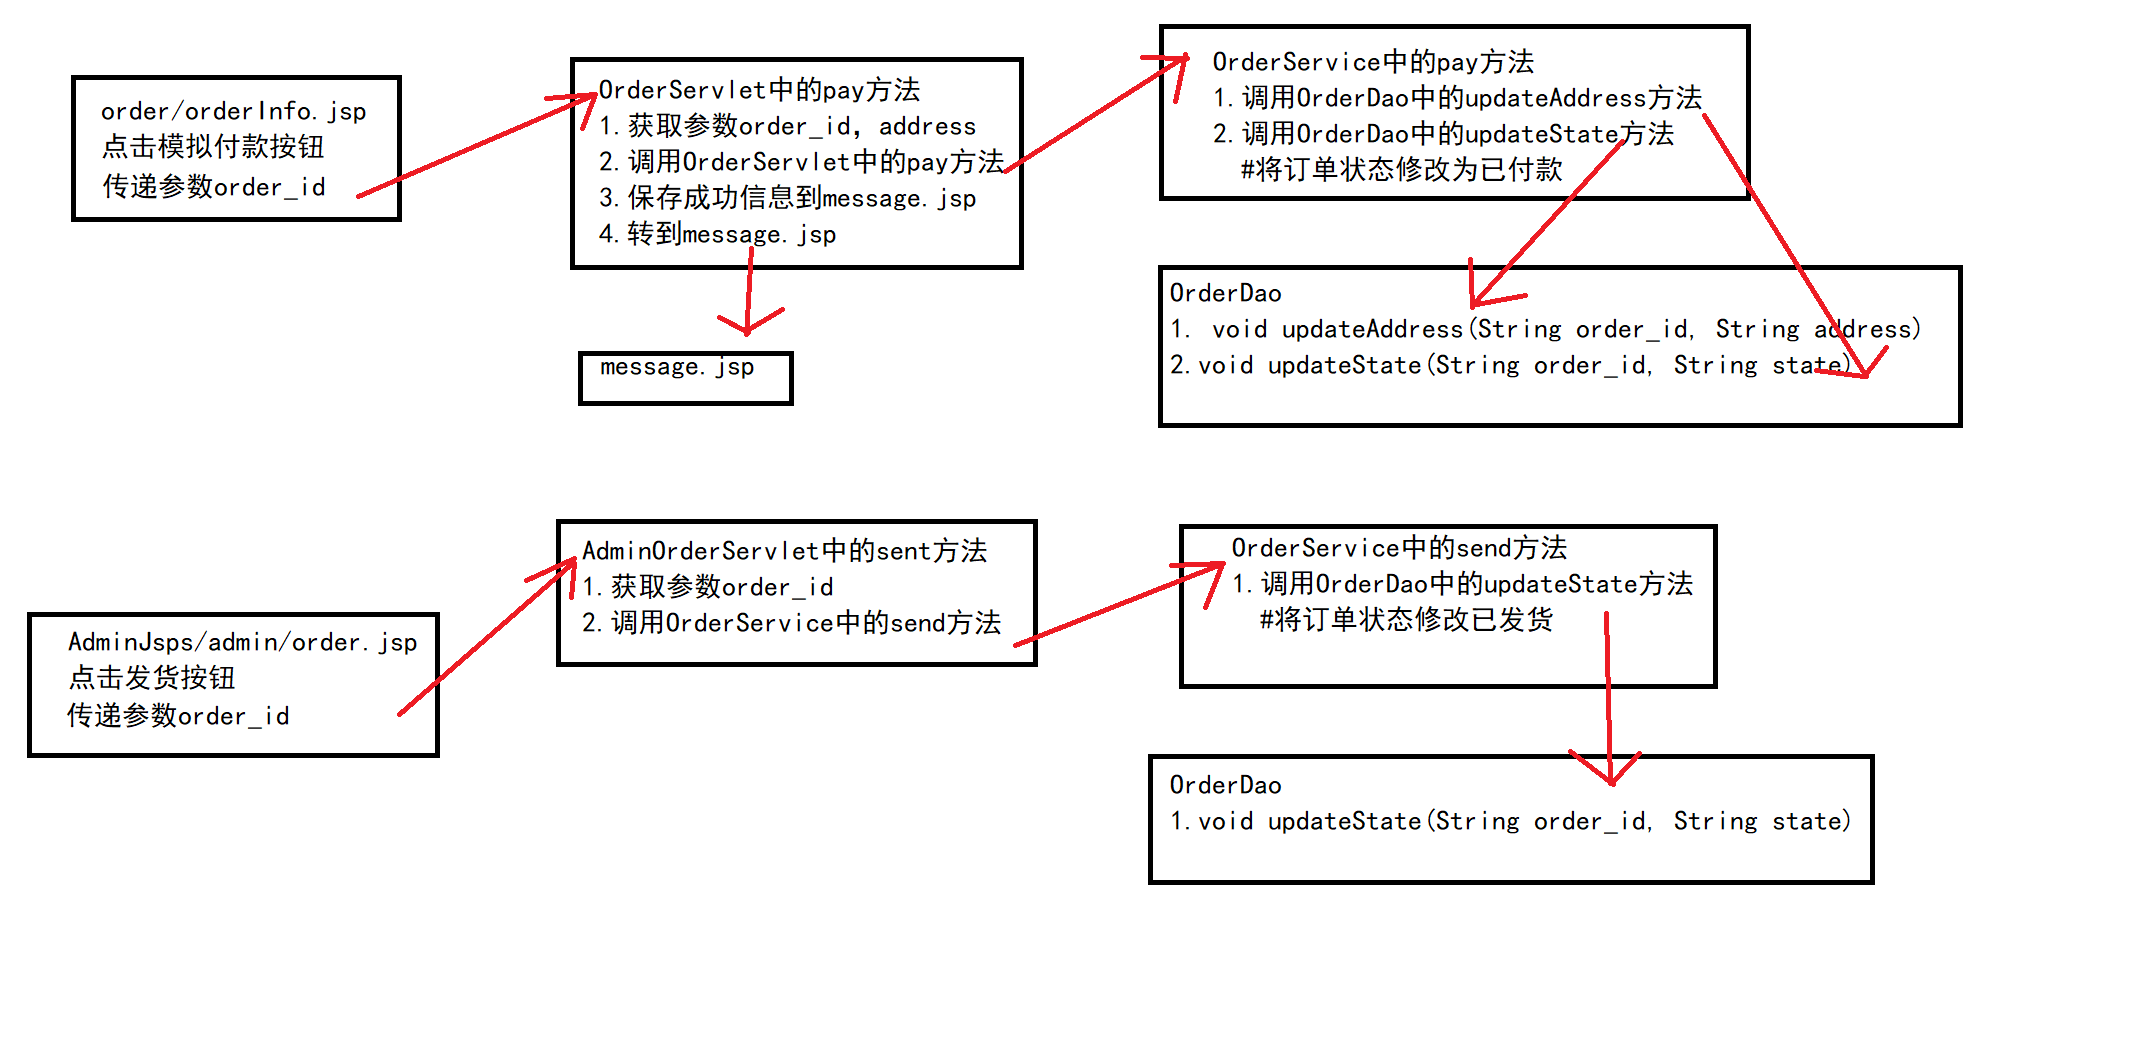 order/orderInfo.jsp
点击模拟付款按钮
传递参数order_id
OrderServlet中的pay方法
1.获取参数order_id，address
2.调用OrderServlet中的pay方法
3.保存成功信息到message.jsp
4.转到message.jsp
message.jsp
OrderService中的pay方法
1.调用OrderDao中的updateAddress方法
2.调用OrderDao中的updateState方法
#将订单状态修改为已付款
OrderDao
1. void updateAddress(String order_id, String address)
2.void updateState(String order_id, String state)
AdminJsps/admin/order.jsp
点击发货按钮
传递参数order_id
AdminOrderServlet中的sent方法
1.获取参数order_id
2.调用OrderService中的send方法
OrderService中的send方法
1.调用OrderDao中的updateState方法
#将订单状态修改已发货
OrderDao
1.void updateState(String order_id, String state)